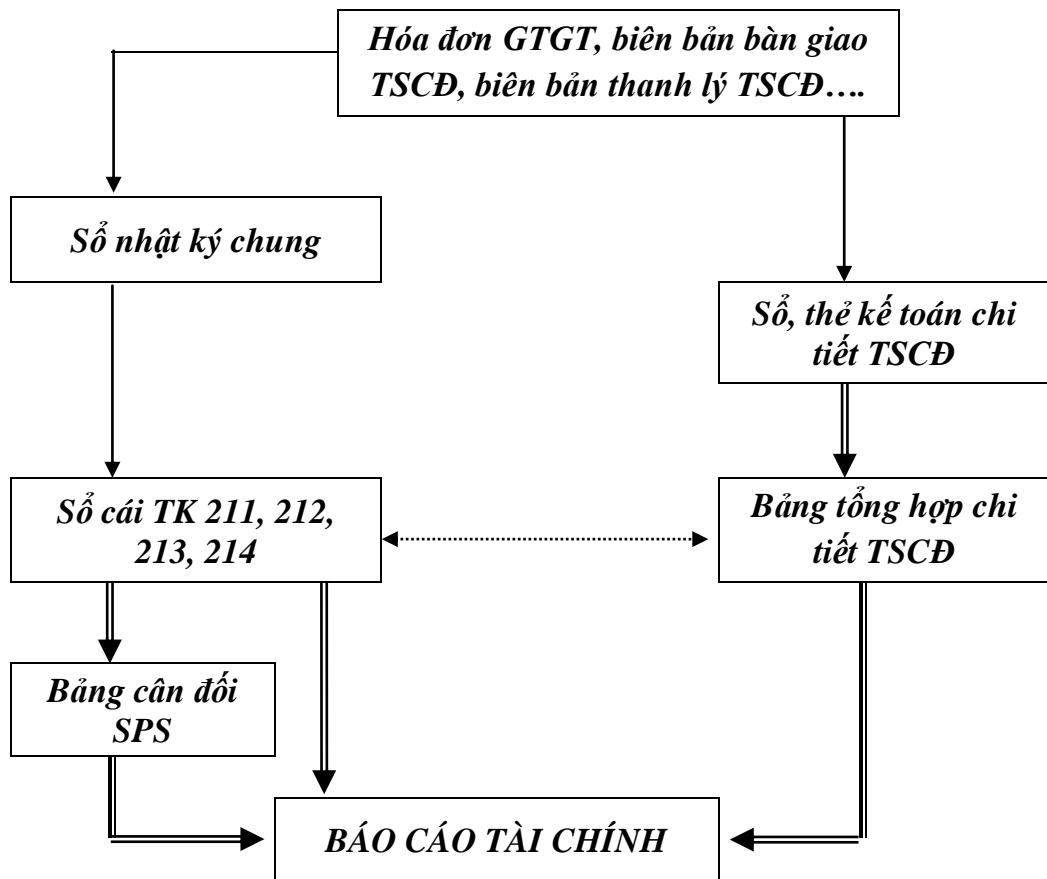 Hóa đơn GTGT, biên bản bàn giao
TSCĐ, biên bản thanh lý TSCĐ….
Sổ nhật ký chung
Sổ, thẻ kế toán chi
tiết TSCĐ
Sổ cái TK 211, 212,
213, 214
Bảng tổng hợp chi
tiết TSCĐ
Bảng cân đối
SPS
BÁO CÁO TÀI CHÍNH